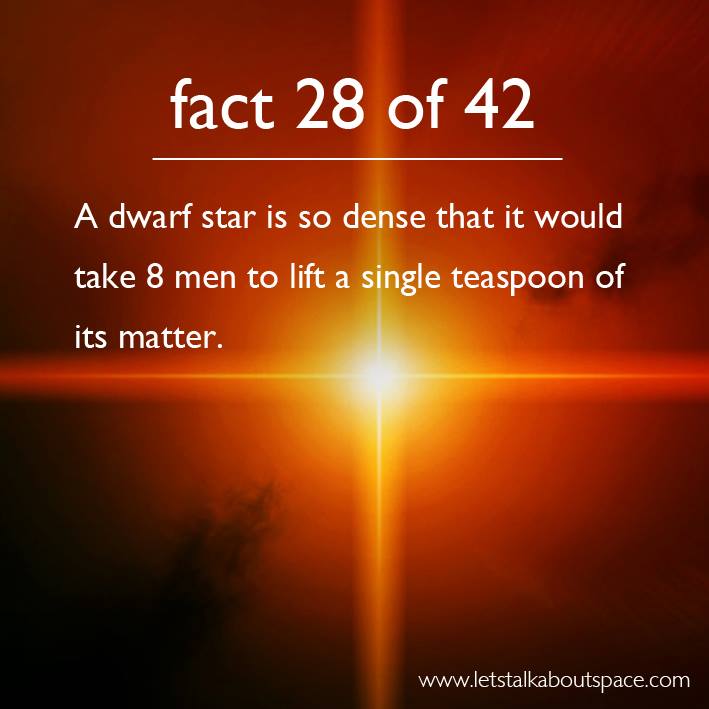 fact 28 of 42
A dwarf star is so dense that it would
take 8 men to lift a single teaspoon of
its matter.
www.letstalkaboutspace.com